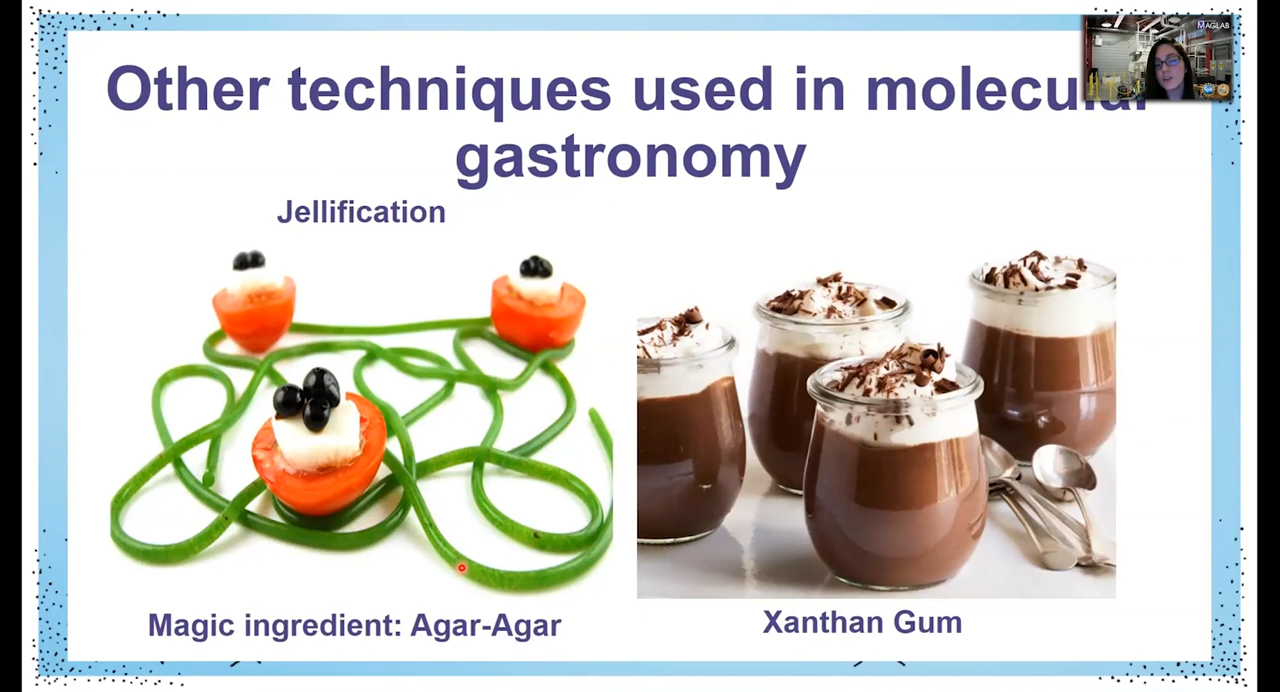 MAGLAB
Other techniques used in molecular
gastronomy
Jellification
Magic ingredient: Agar-Agar
Xanthan Gum